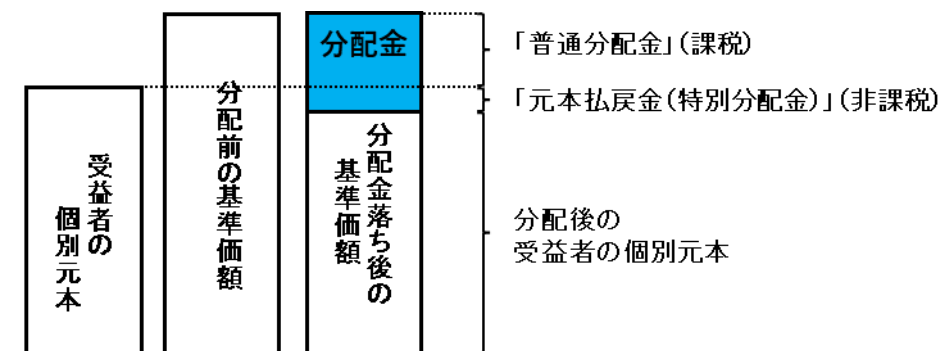 分配金
「普通分配金」(課税)
「元本払戻金(特別分配金)」(非課税)
受益者の
個別元本
分配前の基準価額
分配金落ち後の
基準価額
分配後の
受益者の個別元本